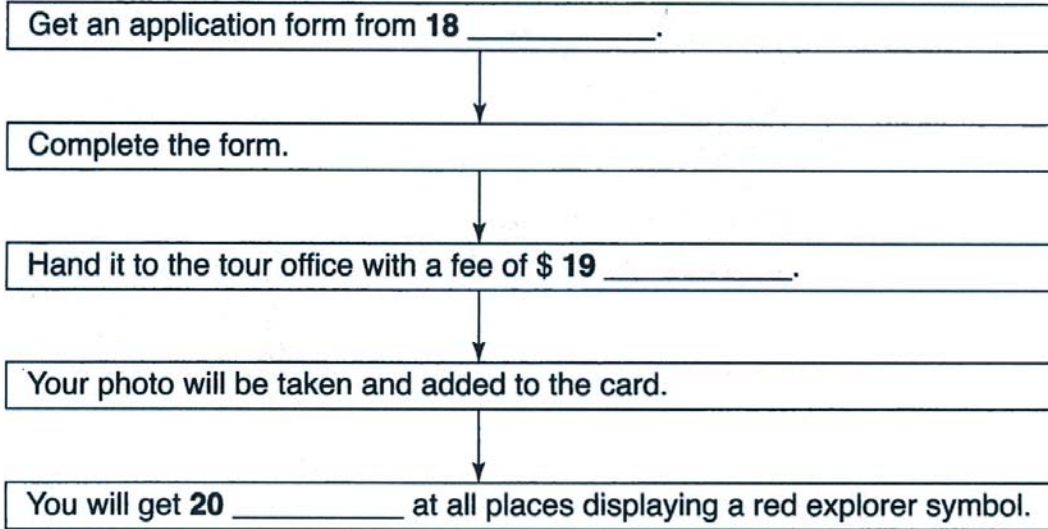 Get an application form from 18 ____________.
Complete the form.
Hand it to the tour office with a fee of $ 19 ____________.
Your photo will be taken and added to the card.
You will get 20 ___________ at all places displaying a red explorer symbol.